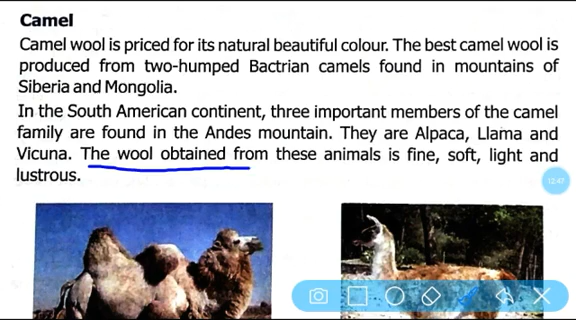 Camel
Camel wool is priced for its natural beautiful colour. The best camel wool is
produced from two-humped Bactrian camels found in mountains of
Siberia and Mongolia.
In the South American continent, three important members of the camel
family are found in the Andes mountain. They are Alpaca, Llama and
Vicuna. The wool obtained from these animals is fine, soft, light and
lustrous.
12:47